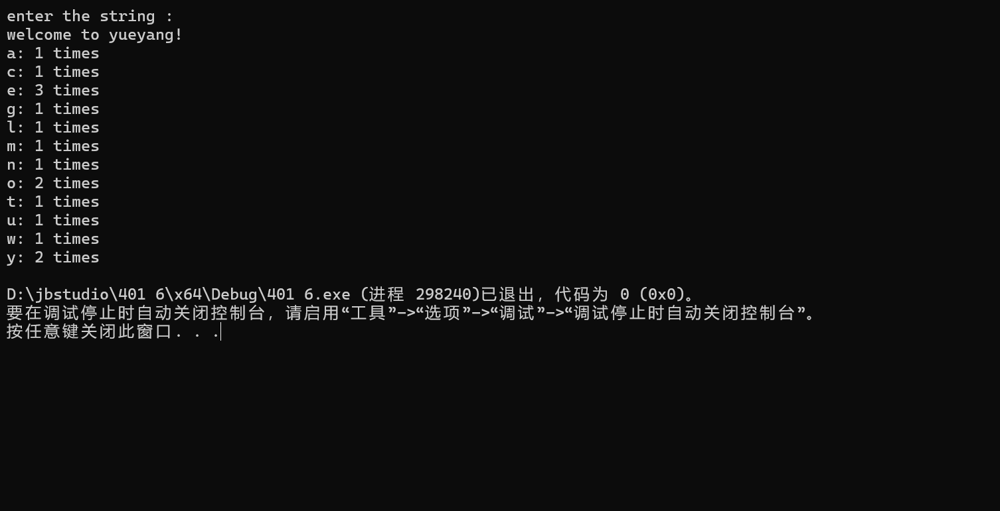 enter the string :
welcome to yueyang!
a: 1 times
c: 1 times
e: 3 times
g: 1 times
l: 1 times
m: 1 times
n: 1 times
o: 2 times
t: 1 times
u: 1 times
w: 1 times
y: 2 times
D:\jbstudio\401 6\x64\Debug\401 6.exe (进程 298240)已退出，代码为 0 (0x0)。
要在调试停止时自动关闭控制台，请启用“工具”->“选项”->“调试”->“调试停止时自动关闭控制台”。
按任意键关闭此窗口. . .